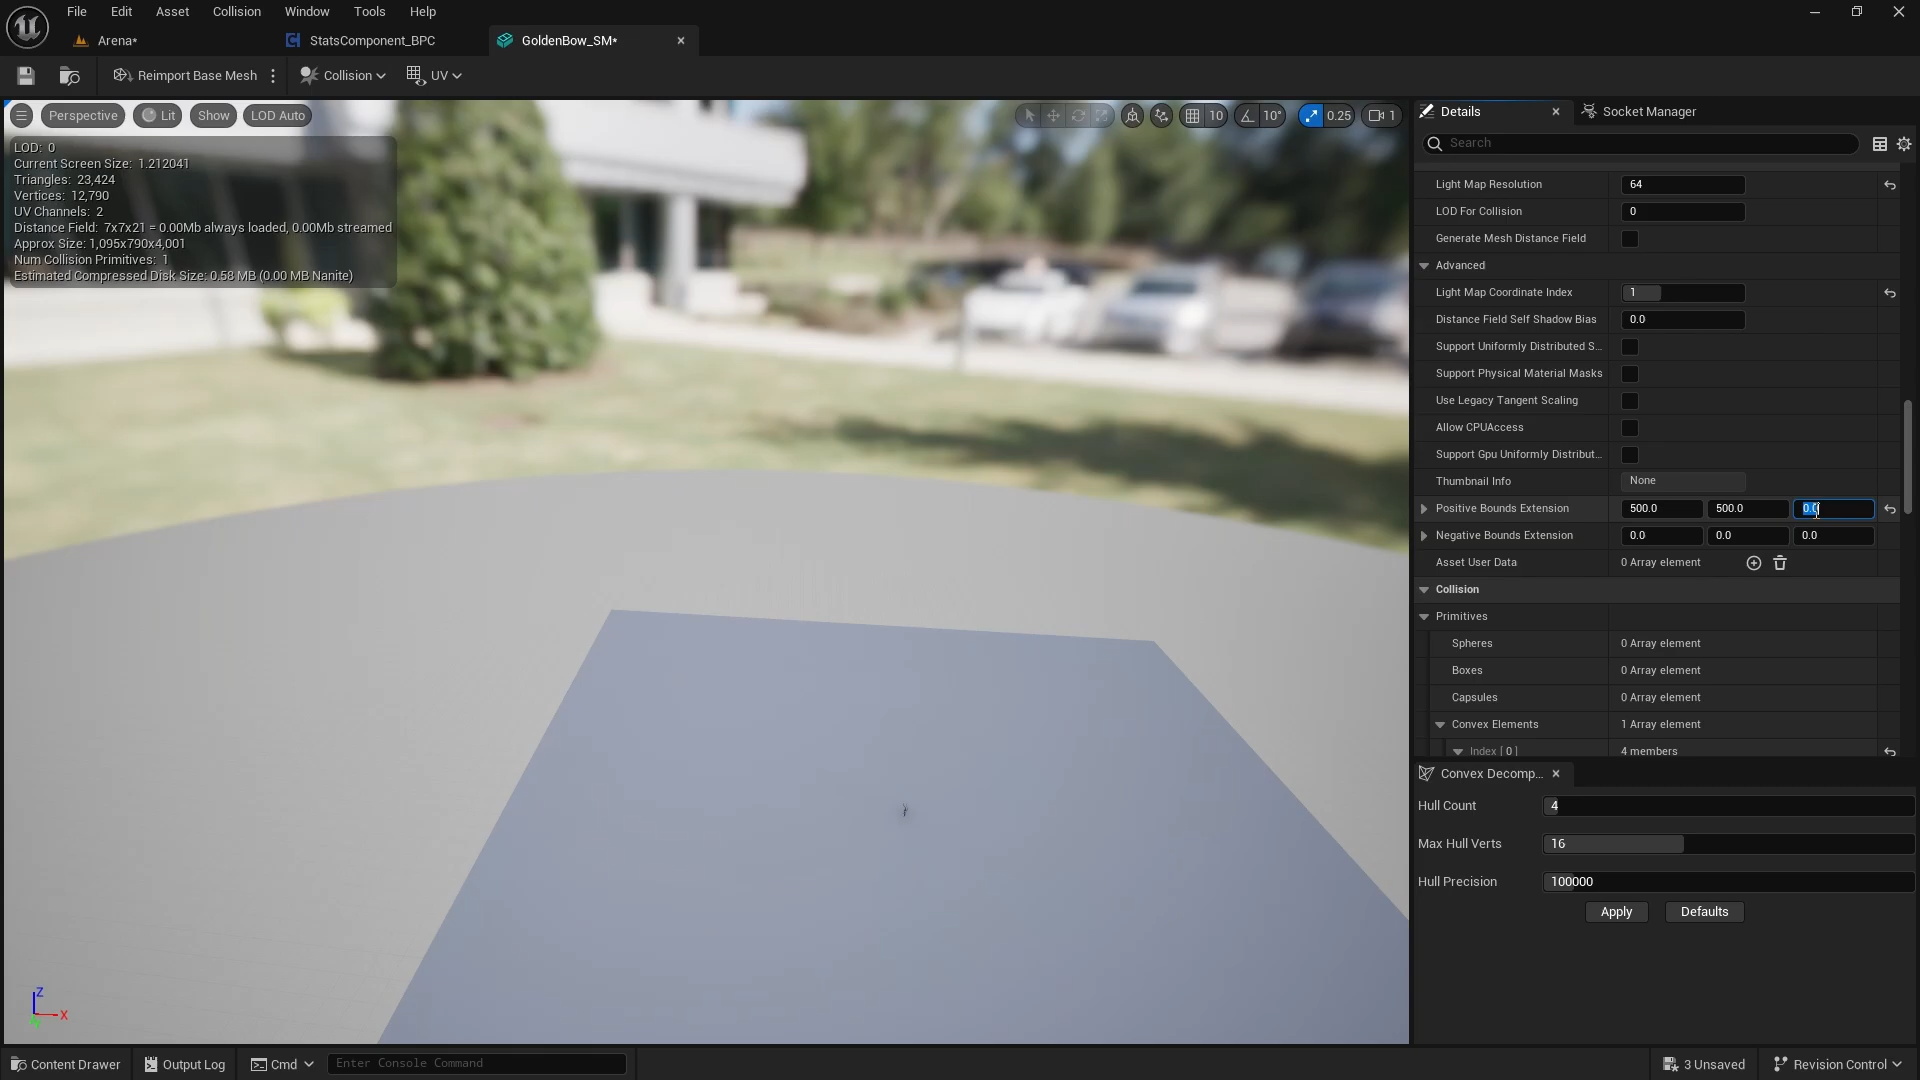 File Edit Asset Collision Window Tools Help
Arena* StatsComponent_BPC GoldenBow_SM*
Reimport Base Mesh Collision UV
Perspective Lit Show LOD Auto 10 10° 0.25 1
LOD: 0
Current Screen Size: 1.212041
Triangles: 23,424
Vertices: 12,790
UV Channels: 2
Distance Field: 7x7x21 = 0.00Mb always loaded, 0.00Mb streamed
Approx Size: 1,095x790x4,001
Num Collision Primitives: 1
Estimated Compressed Disk Size: 0.58 MB (0.00 MB Nanite)
Z
X
Y
Details Socket Manager
Search
Light Map Resolution 64
LOD For Collision 0
Generate Mesh Distance Field
Advanced
Light Map Coordinate Index 1
Distance Field Self Shadow Bias 0.0
Support Uniformly Distributed S...
Support Physical Material Masks
Use Legacy Tangent Scaling
Allow CPUAccess
Support Gpu Uniformly Distribut...
Thumbnail Info None
Positive Bounds Extension 500.0 500.0 0.0
Negative Bounds Extension 0.0 0.0 0.0
Asset User Data 0 Array element
Collision
Primitives
Spheres 0 Array element
Boxes 0 Array element
Capsules 0 Array element
Convex Elements 1 Array element
Index [ 0 ] 4 members
Convex Decomp...
Hull Count 4
Max Hull Verts 16
Hull Precision 100000
Apply Defaults
Content Drawer Output Log Cmd Enter Console Command 3 Unsaved Revision Control